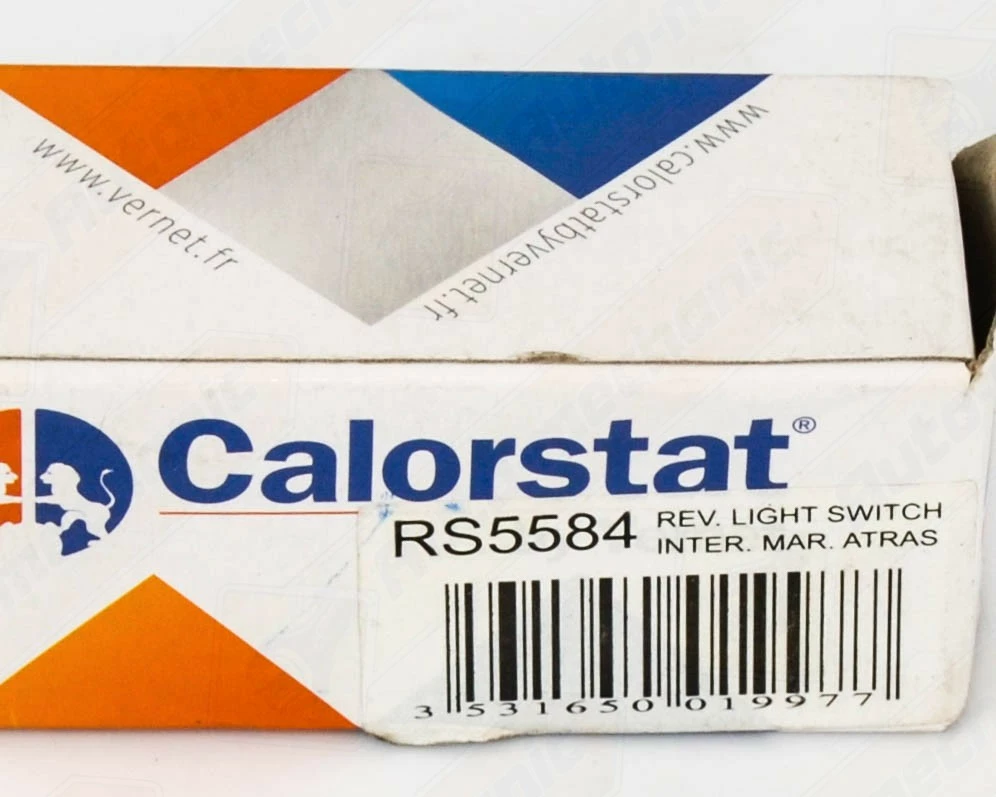 www.vernet.fr
www.calorstatbyvernet.fr
Calorstat®
RS5584
REV. LIGHT SWITCH
INTER. MAR. ATRAS
3 531650 019977